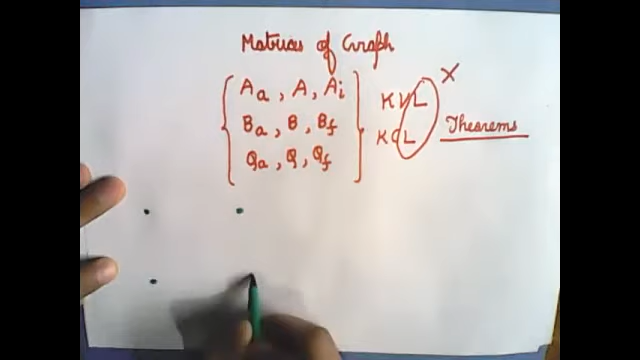 Matrices of Graph
Aa , A , Ai
Ba , B , Bf
Qa , Q , Qf
KVL
KCL
X
Theorems